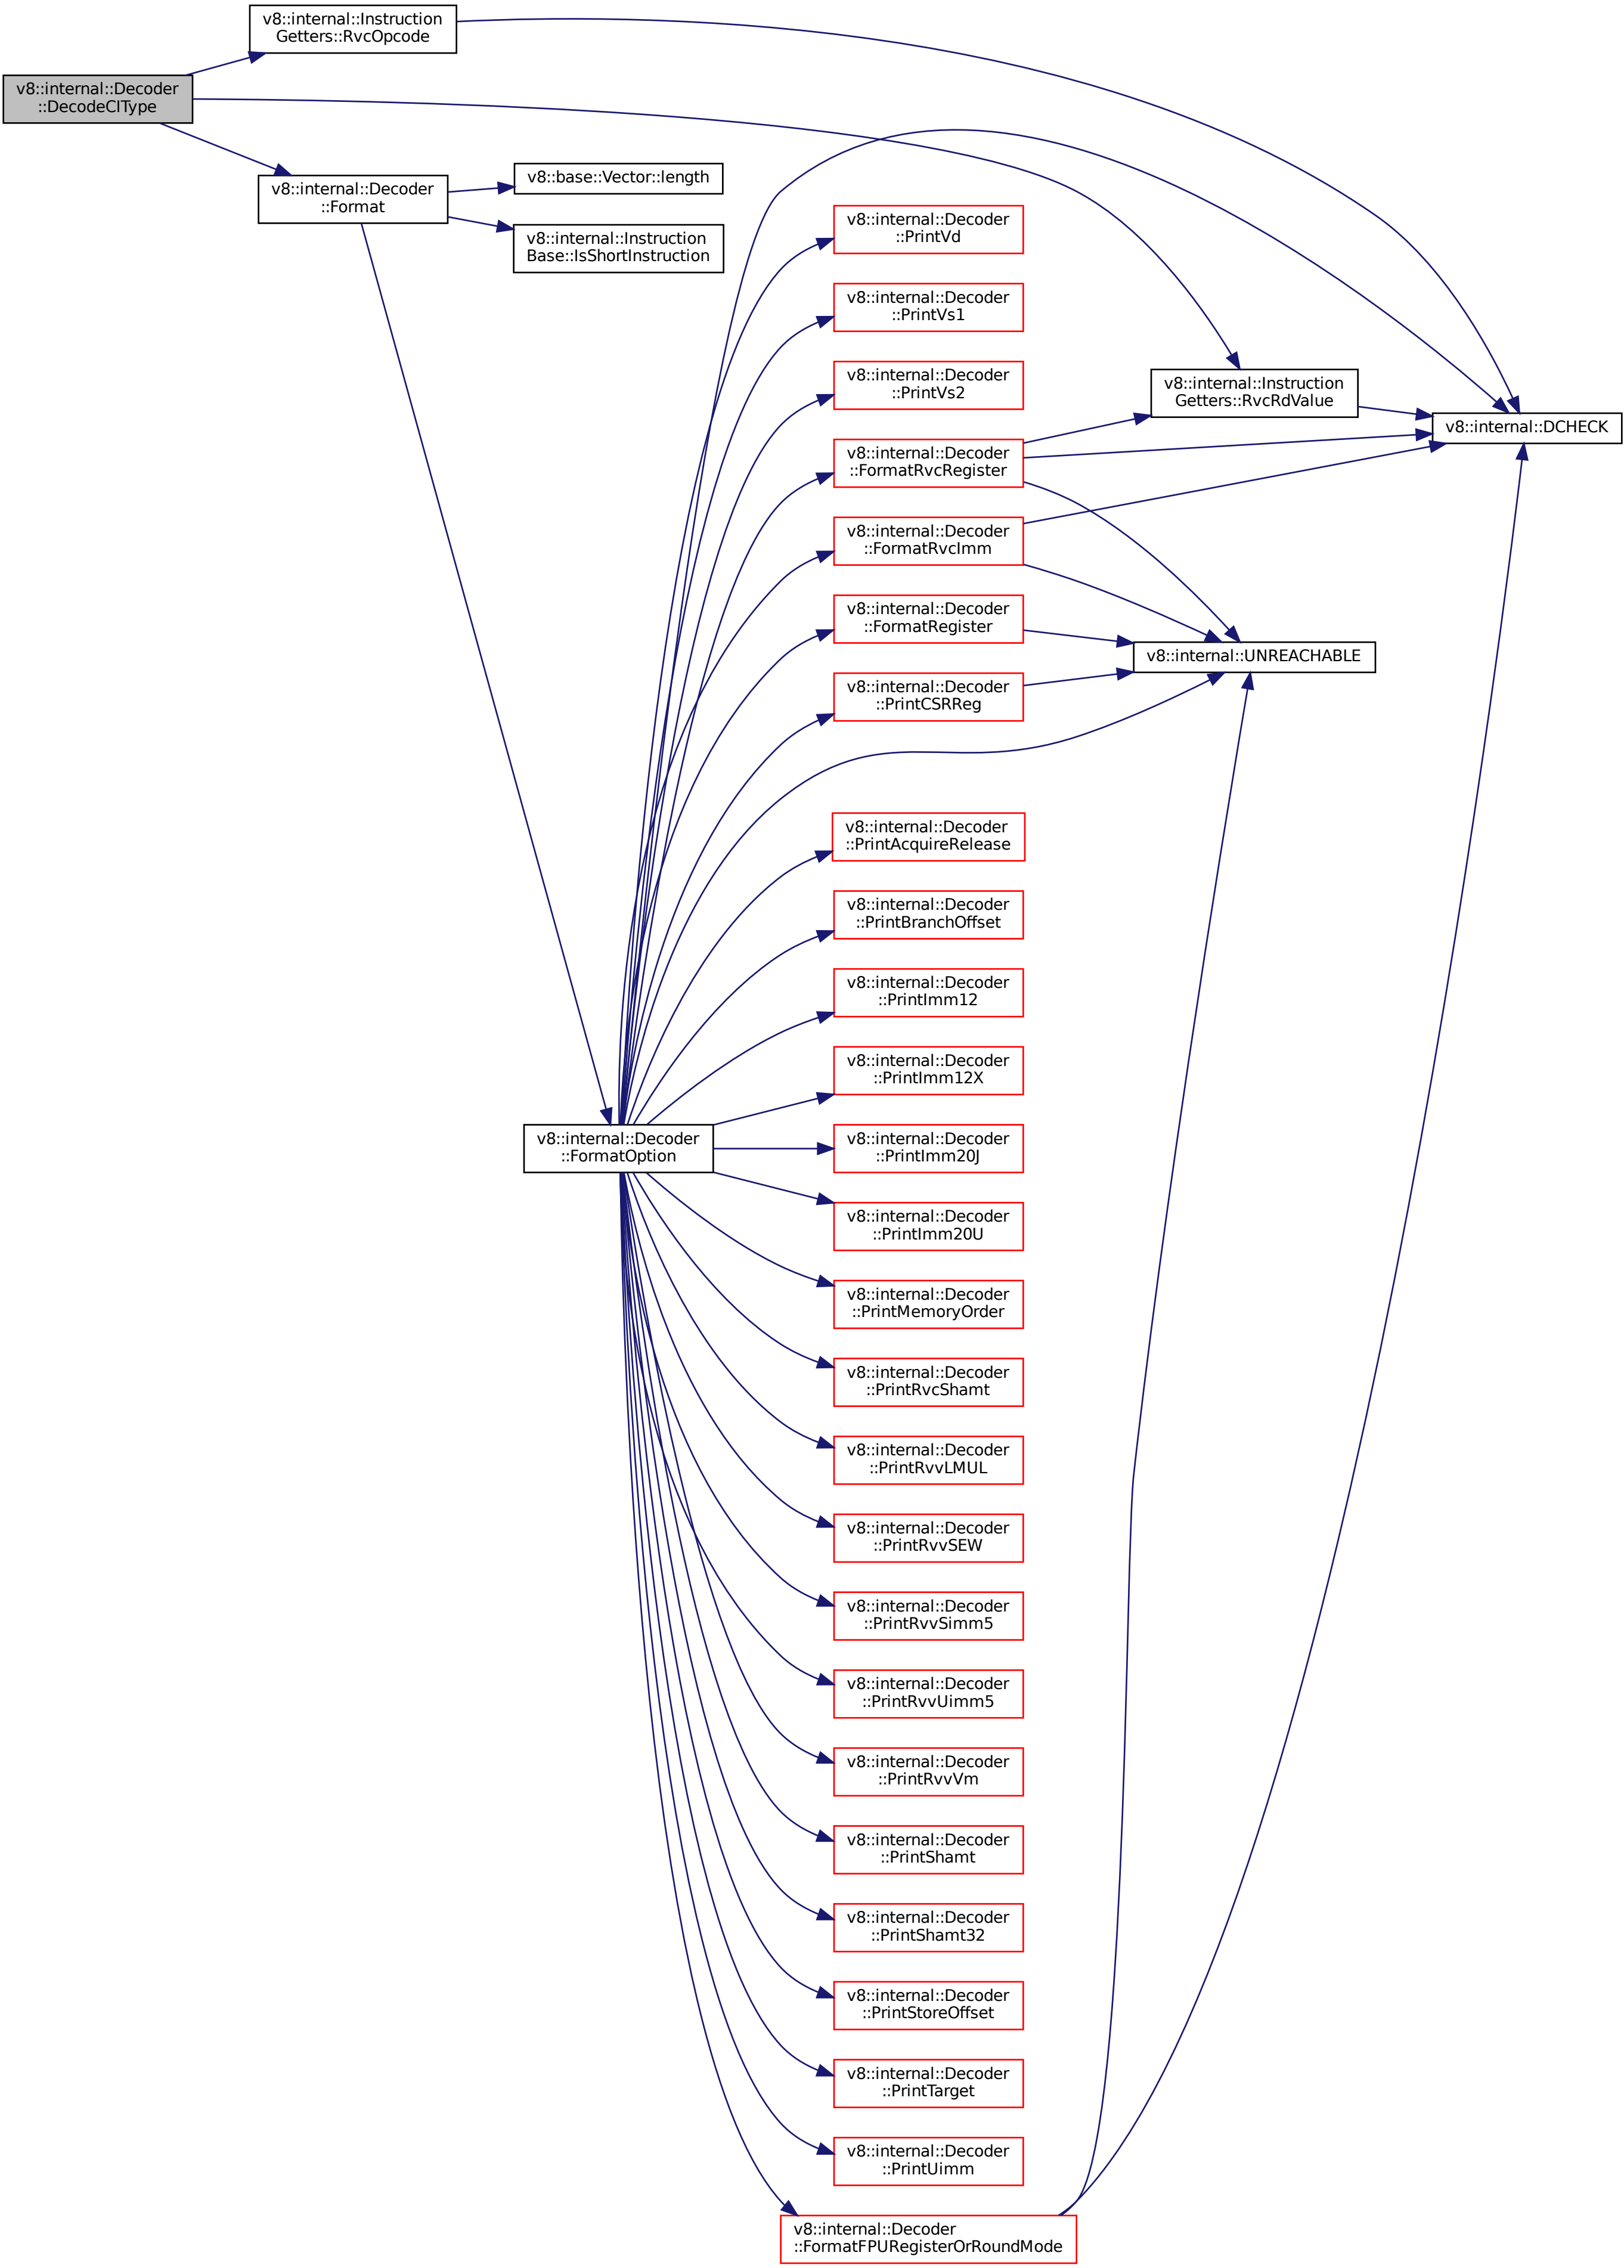 v8::internal::Instruction
Getters::RvcOpcode
v8::internal::Decoder
::DecodeCIType
v8::internal::Decoder
::Format
v8::base::Vector::length
v8::internal::Instruction
Base::IsShortInstruction
v8::internal::Decoder
::PrintVd
v8::internal::Decoder
::PrintVs1
v8::internal::Decoder
::PrintVs2
v8::internal::Instruction
Getters::RvcRdValue
v8::internal::DCHECK
v8::internal::Decoder
::FormatRvcRegister
v8::internal::Decoder
::FormatRvcImm
v8::internal::Decoder
::FormatRegister
v8::internal::UNREACHABLE
v8::internal::Decoder
::PrintCSRReg
v8::internal::Decoder
::PrintAcquireRelease
v8::internal::Decoder
::PrintBranchOffset
v8::internal::Decoder
::PrintImm12
v8::internal::Decoder
::PrintImm12X
v8::internal::Decoder
::FormatOption
v8::internal::Decoder
::PrintImm20J
v8::internal::Decoder
::PrintImm20U
v8::internal::Decoder
::PrintMemoryOrder
v8::internal::Decoder
::PrintRvcShamt
v8::internal::Decoder
::PrintRvvLMUL
v8::internal::Decoder
::PrintRvvSEW
v8::internal::Decoder
::PrintRvvSimm5
v8::internal::Decoder
::PrintRvvUimm5
v8::internal::Decoder
::PrintRvvVm
v8::internal::Decoder
::PrintShamt
v8::internal::Decoder
::PrintShamt32
v8::internal::Decoder
::PrintStoreOffset
v8::internal::Decoder
::PrintTarget
v8::internal::Decoder
::PrintUimm
v8::internal::Decoder
::FormatFPURegisterOrRoundMode